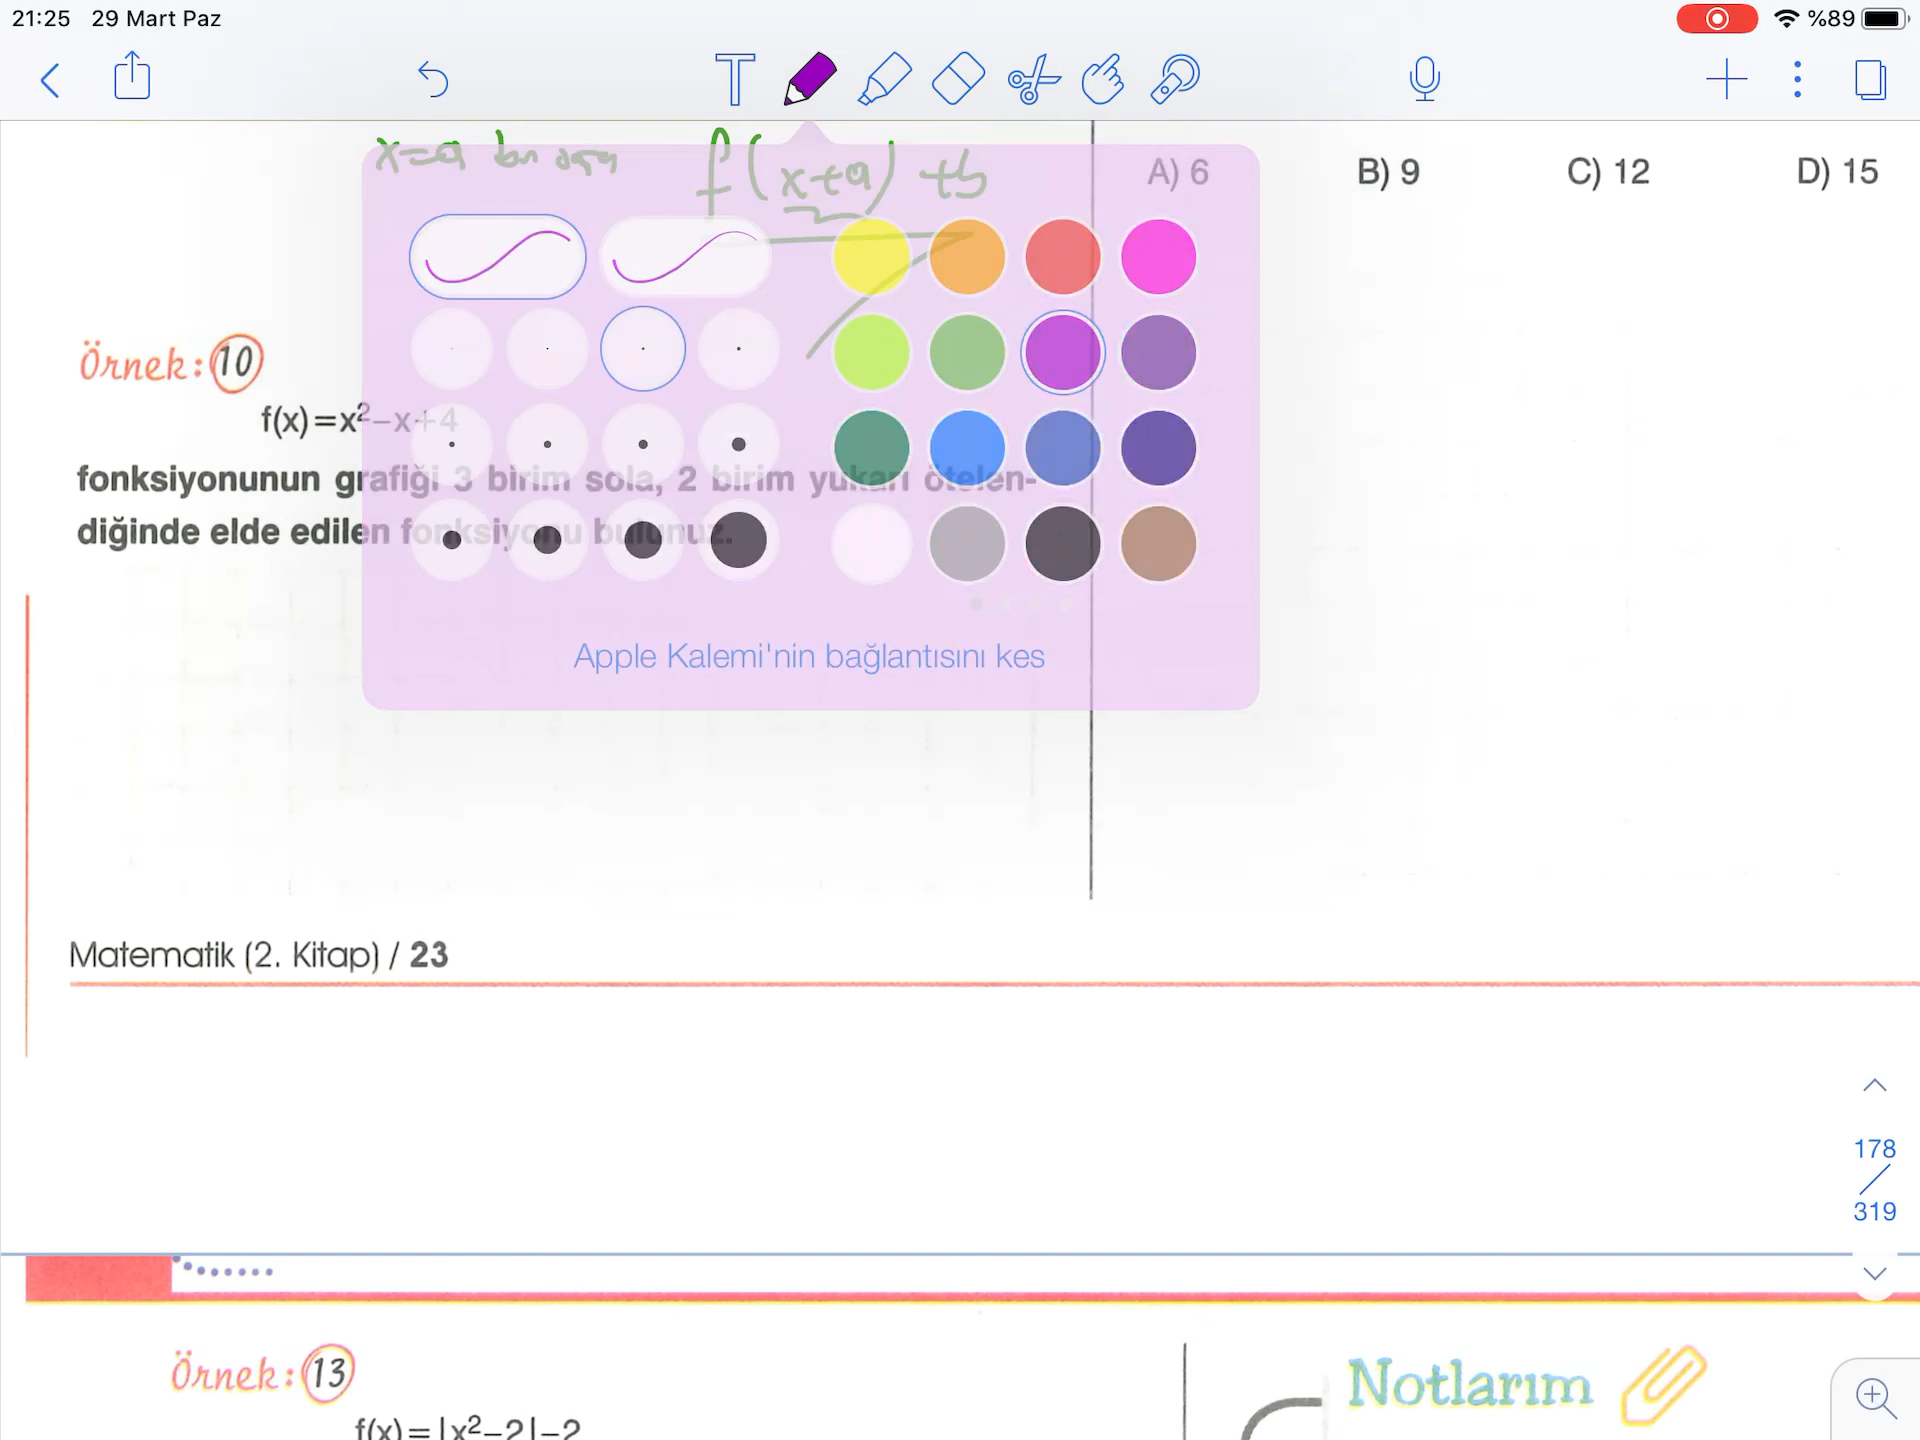 21:25 29 Mart Paz
%89
x=a
f(x+a) +b
A) 6 B) 9 C) 12 D) 15
Örnek: 10
f(x)=x²−x+4
fonksiyonunun grafiği 3 birim sola, 2 birim yukarı ötelen-
diğinde elde edilen fonksiyonu bulunuz.
Apple Kalemi'nin bağlantısını kes
Matematik (2. Kitap) / 23
178
319
Örnek: 13
f(x)=|x²−2|−2
Notlarım